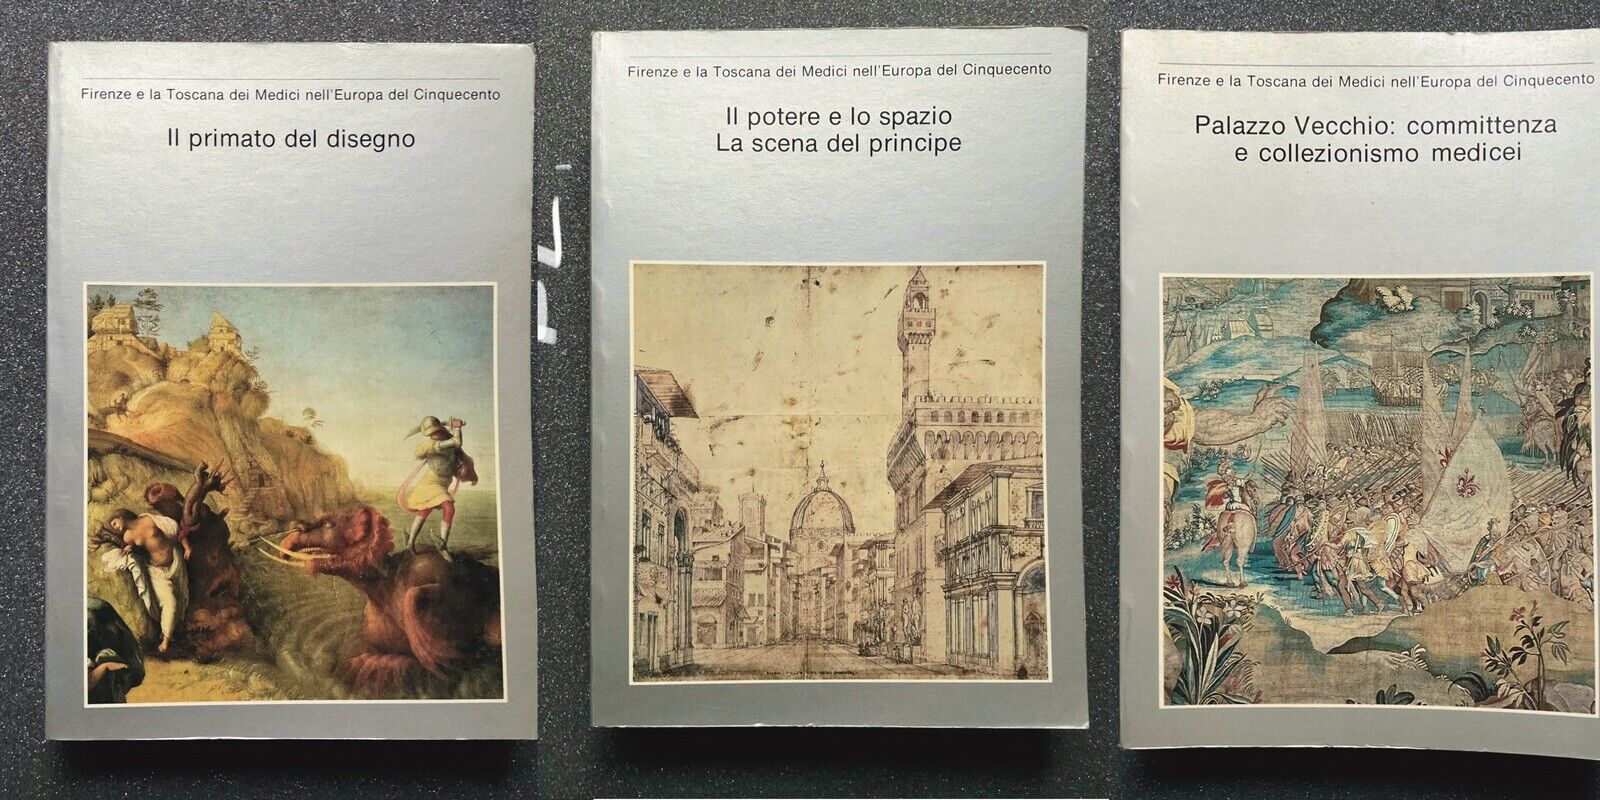 Firenze e la Toscana dei Medici nell'Europa del Cinquecento
Il primato del disegno
PL.
Firenze e la Toscana dei Medici nell'Europa del Cinquecento
Il potere e lo spazio
La scena del principe
Firenze e la Toscana dei Medici nell'Europa del Cinquecento
Palazzo Vecchio: committenza
e collezionismo medicei